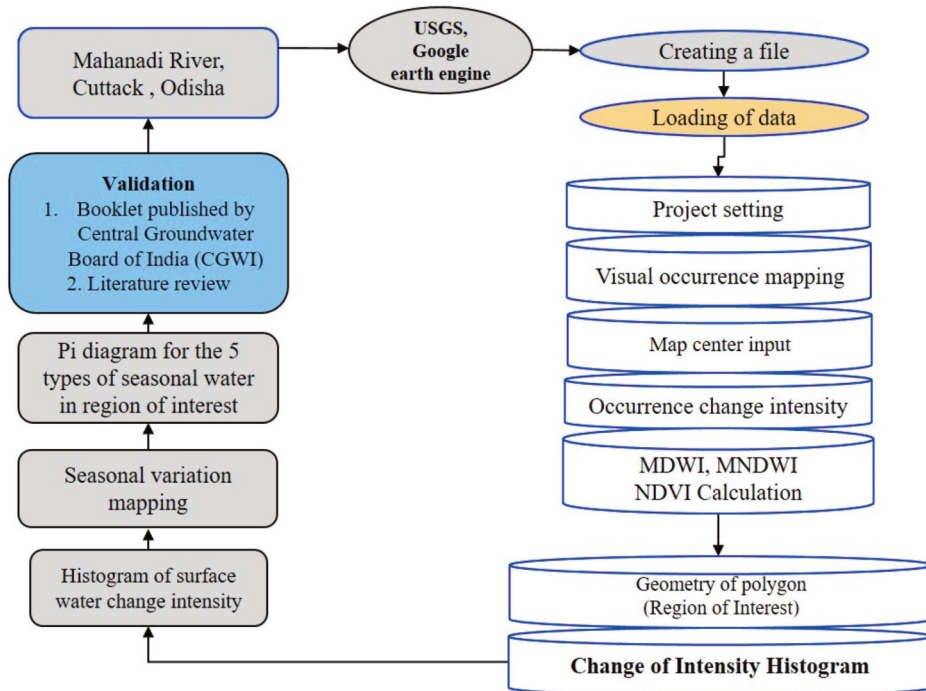 Mahanadi River,
Cuttack , Odisha
USGS,
Google
earth engine
Creating a file
Loading of data
Project setting
Visual occurrence mapping
Map center input
Occurrence change intensity
MDWI, MNDWI
NDVI Calculation
Geometry of polygon
(Region of Interest)
Change of Intensity Histogram
Histogram of surface
water change intensity
Seasonal variation
mapping
Pi diagram for the 5
types of seasonal water
in region of interest
Validation
1. Booklet published by
Central Groundwater
Board of India (CGWI)
2. Literature review